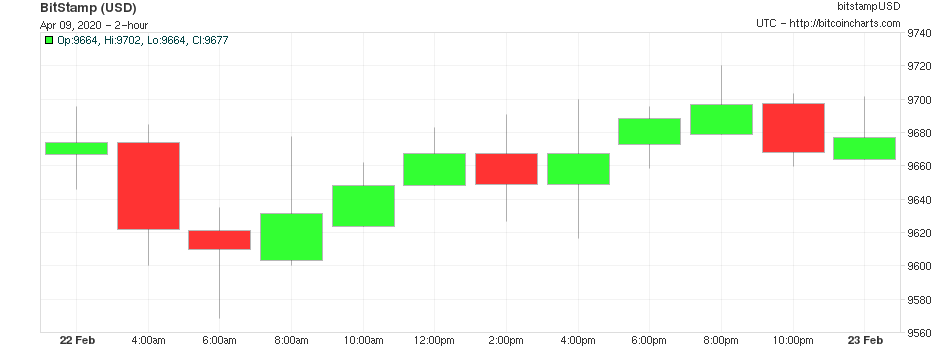 BitStamp (USD)
bitstampUSD
Apr 09, 2020 - 2-hour
UTC - http://bitcoincharts.com
Op:9664, Hi:9702, Lo:9664, Cl:9677
9740
9720
9700
9680
9660
9640
9620
9600
9580
9560
22 Feb 4:00am 6:00am 8:00am 10:00am 12:00pm 2:00pm 4:00pm 6:00pm 8:00pm 10:00pm 23 Feb